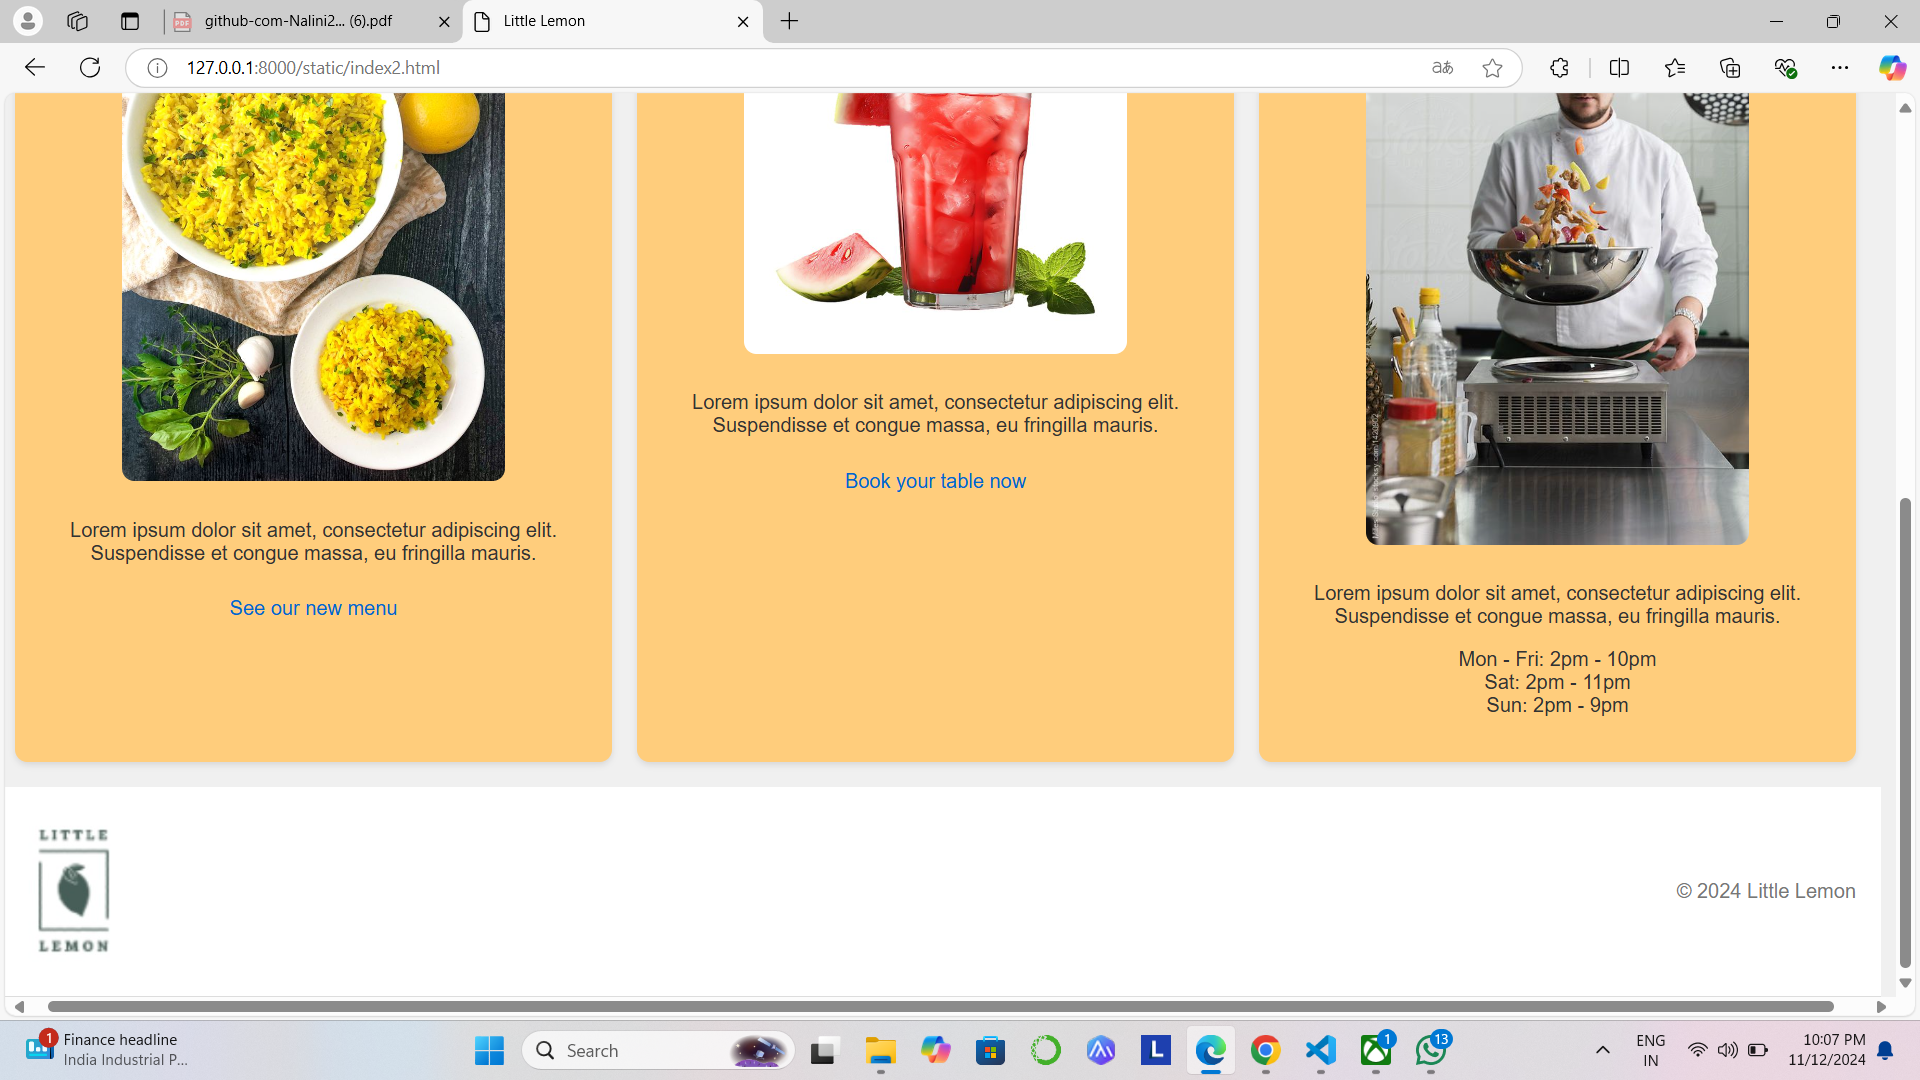 github-com-Nalini2... (6).pdf
Little Lemon
127.0.0.1:8000/static/index2.html
Lorem ipsum dolor sit amet, consectetur adipiscing elit.
Suspendisse et congue massa, eu fringilla mauris.
See our new menu
Lorem ipsum dolor sit amet, consectetur adipiscing elit.
Suspendisse et congue massa, eu fringilla mauris.
Book your table now
Lorem ipsum dolor sit amet, consectetur adipiscing elit.
Suspendisse et congue massa, eu fringilla mauris.
Mon - Fri: 2pm - 10pm
Sat: 2pm - 11pm
Sun: 2pm - 9pm
LITTLE
LEMON
© 2024 Little Lemon
1
Finance headline
India Industrial P...
Search
L
1
13
ENG
IN
10:07 PM
11/12/2024